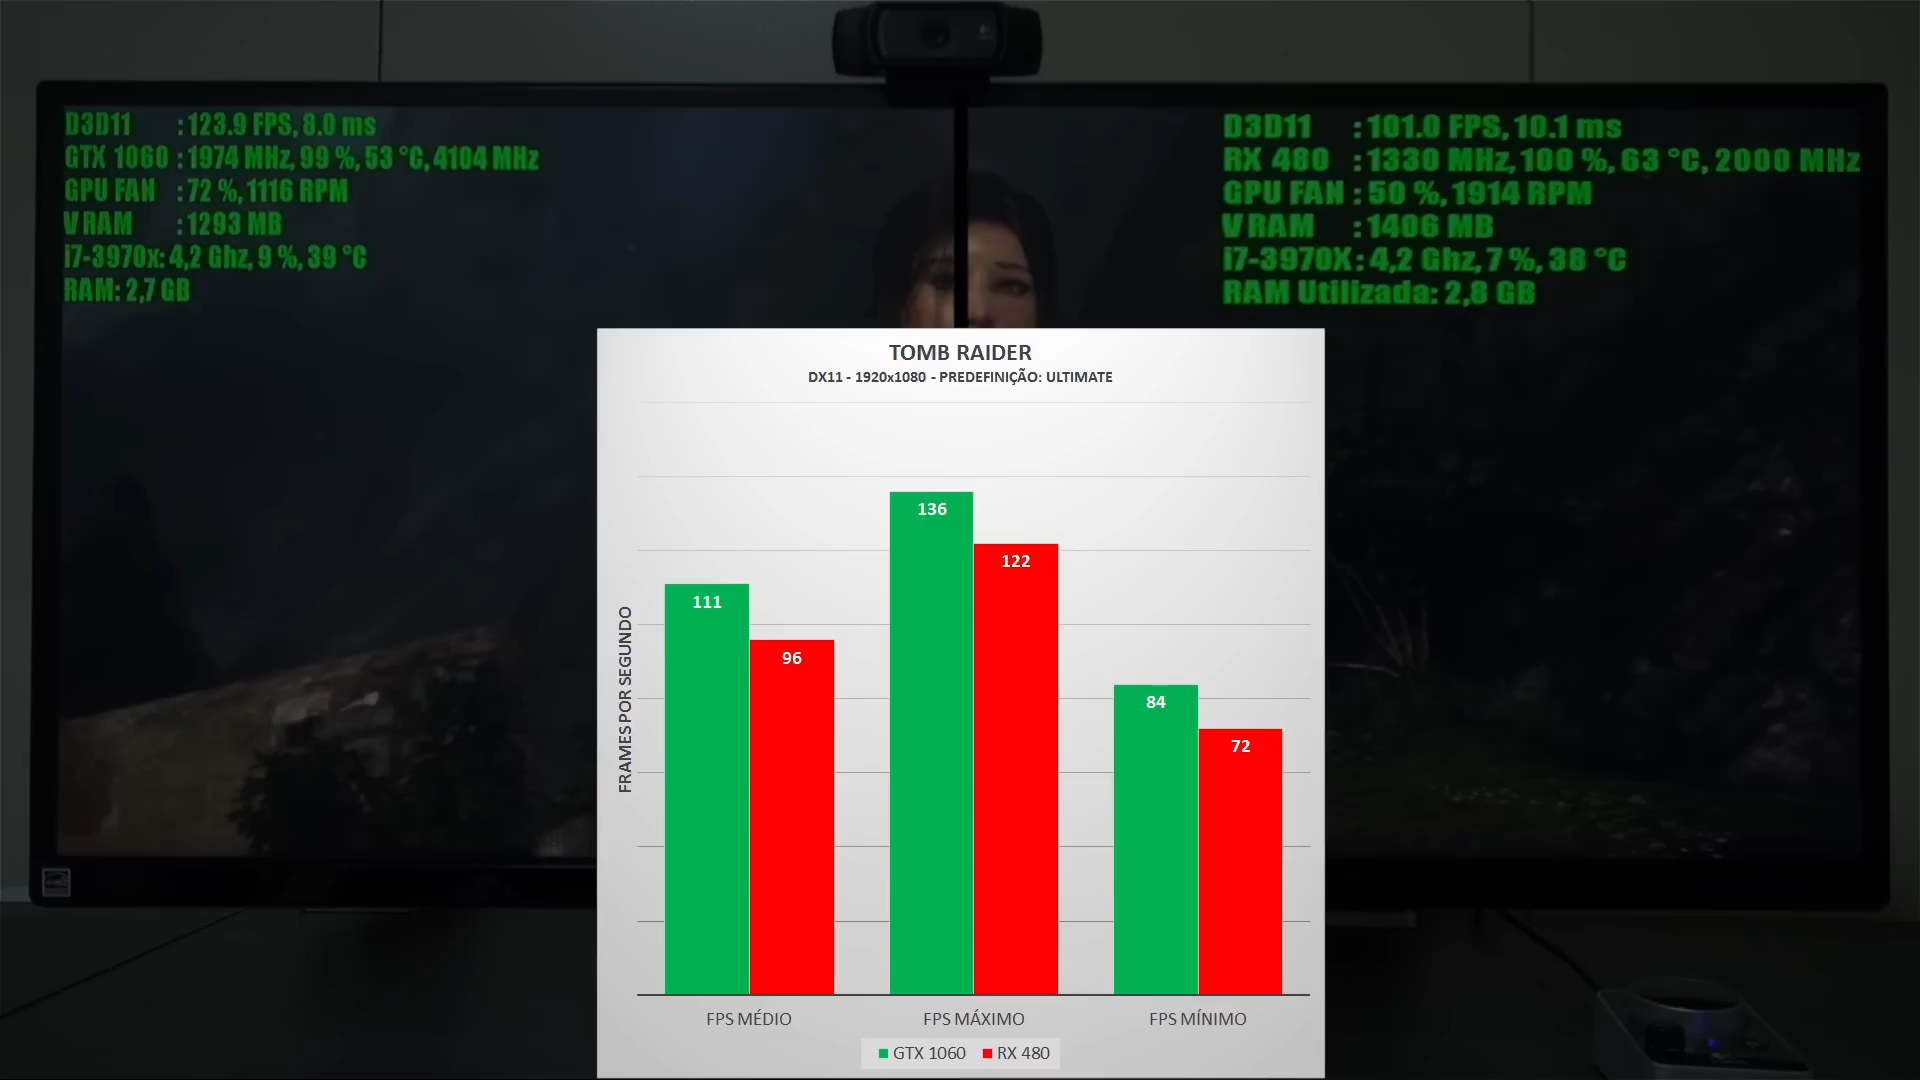 D3D11 : 123.9 FPS, 8.0 ms
GTX 1060 : 1974 MHz, 99 %, 53 °C, 4104 MHz
GPU FAN : 72 %, 1116 RPM
VRAM : 1293 MB
i7-3970x: 4,2 Ghz, 9 %, 39 °C
RAM: 2,7 GB
D3D11 : 101.0 FPS, 10.1 ms
RX 480 : 1330 MHz, 100 %, 63 °C, 2000 MHz
GPU FAN : 50 %, 1914 RPM
VRAM : 1406 MB
i7-3970X: 4,2 Ghz, 7 %, 38 °C
RAM Utilizada: 2,8 GB
TOMB RAIDER
DX11 - 1920x1080 - PREDEFINIÇÃO: ULTIMATE
FRAMES POR SEGUNDO
111
96
136
122
84
72
FPS MÉDIO
FPS MÁXIMO
FPS MÍNIMO
GTX 1060
RX 480